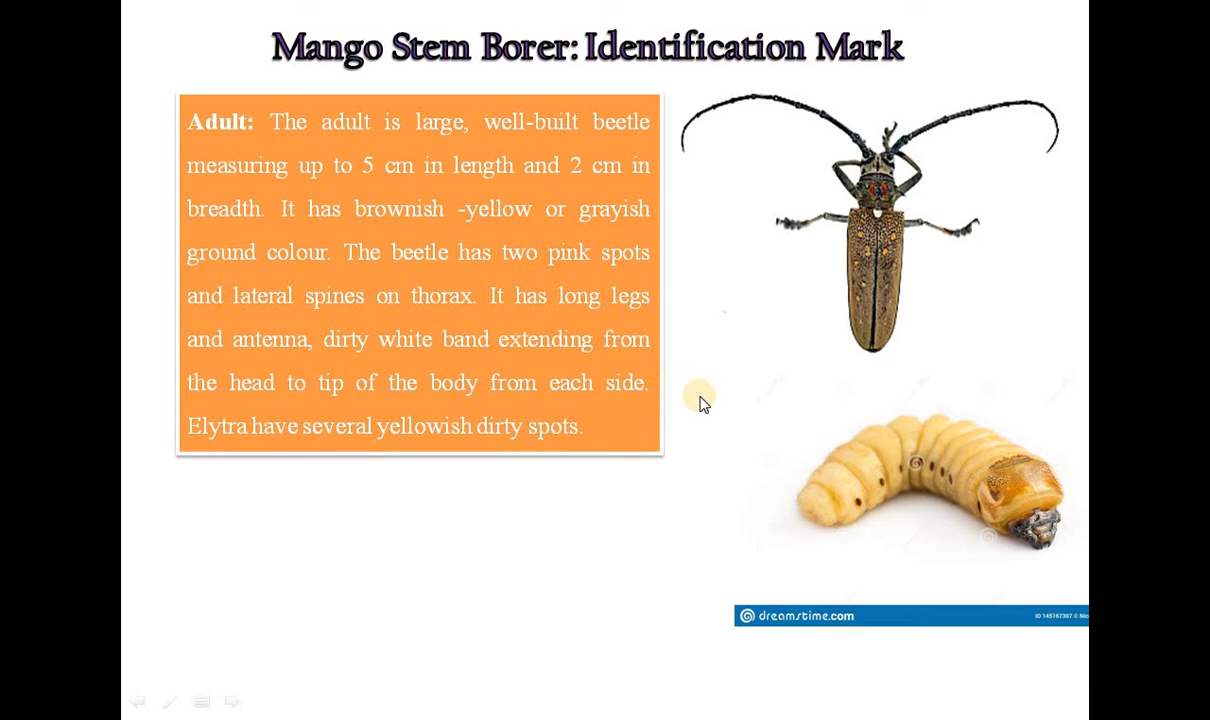 Mango Stem Borer: Identification Mark
Adult: The adult is large, well-built beetle
measuring up to 5 cm in length and 2 cm in
breadth. It has brownish -yellow or grayish
ground colour. The beetle has two pink spots
and lateral spines on thorax. It has long legs
and antenna, dirty white band extending from
the head to tip of the body from each side.
Elytra have several yellowish dirty spots.
dreamstime.com
ID 145167307 ©